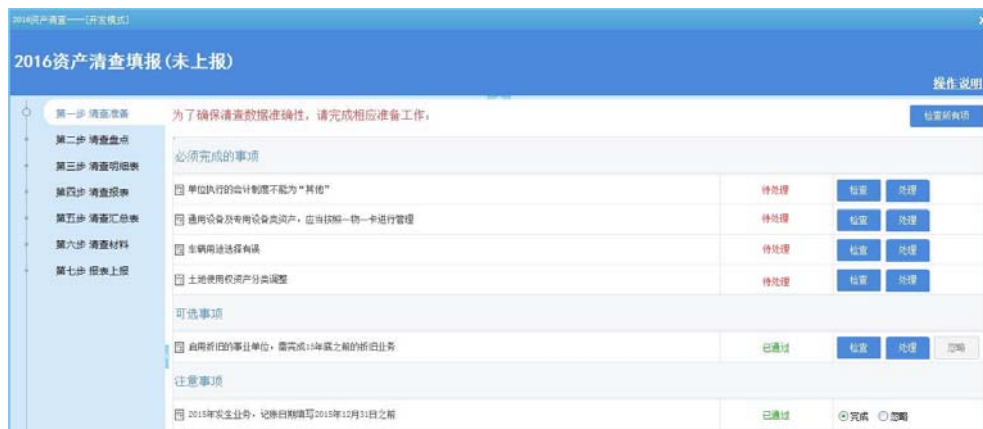 2016资产清查——[开发模式]
2016资产清查填报(未上报)
操作说明
第一步 清查准备
第二步 清查盘点
第三步 清查明细表
第四步 清查报表
第五步 清查汇总表
第六步 清查材料
第七步 报表上报
为了确保清查数据准确性，请完成相应准备工作，
检查所有项
必须完成的事项
单位执行的会计制度不能为“其他” 待处理 检查 处理
通用设备及专用设备类资产，应当按照一物一卡进行管理 待处理 检查 处理
车辆用途选择有误 待处理 检查 处理
土地使用权资产分类调整 待处理 检查 处理
可选事项
启用折旧的事业单位，需完成15年底之前的折旧业务 已通过 检查 处理 忽略
注意事项
2015年发生业务，记账日期填写2015年12月31日之前 已通过 完成 忽略